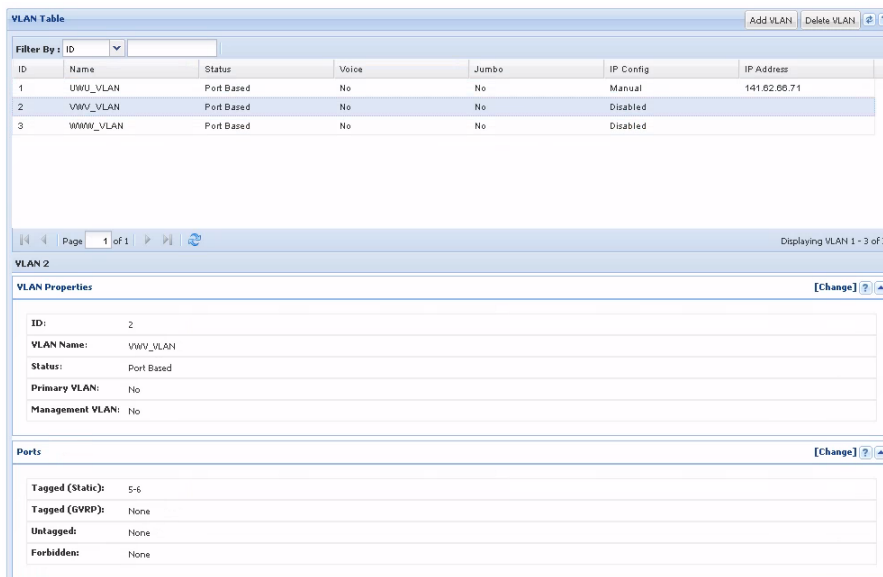 VLAN Table Add VLAN Delete VLAN
Filter By : ID
ID Name Status Voice Jumbo IP Config IP Address
1 UWU_VLAN Port Based No No Manual 141.62.66.71
2 VWV_VLAN Port Based No No Disabled
3 WWW_VLAN Port Based No No Disabled
Page 1 of 1 Displaying VLAN 1 - 3 of
VLAN 2
VLAN Properties [Change] ?
ID: 2
VLAN Name: VWV_VLAN
Status: Port Based
Primary VLAN: No
Management VLAN: No
Ports [Change] ?
Tagged (Static): 5-6
Tagged (GVRP): None
Untagged: None
Forbidden: None